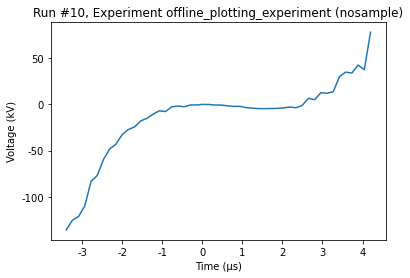 Run #10, Experiment offline_plotting_experiment (nosample)
Voltage (kV)
50
0
-50
-100
-3 -2 -1 0 1 2 3 4
Time (μs)